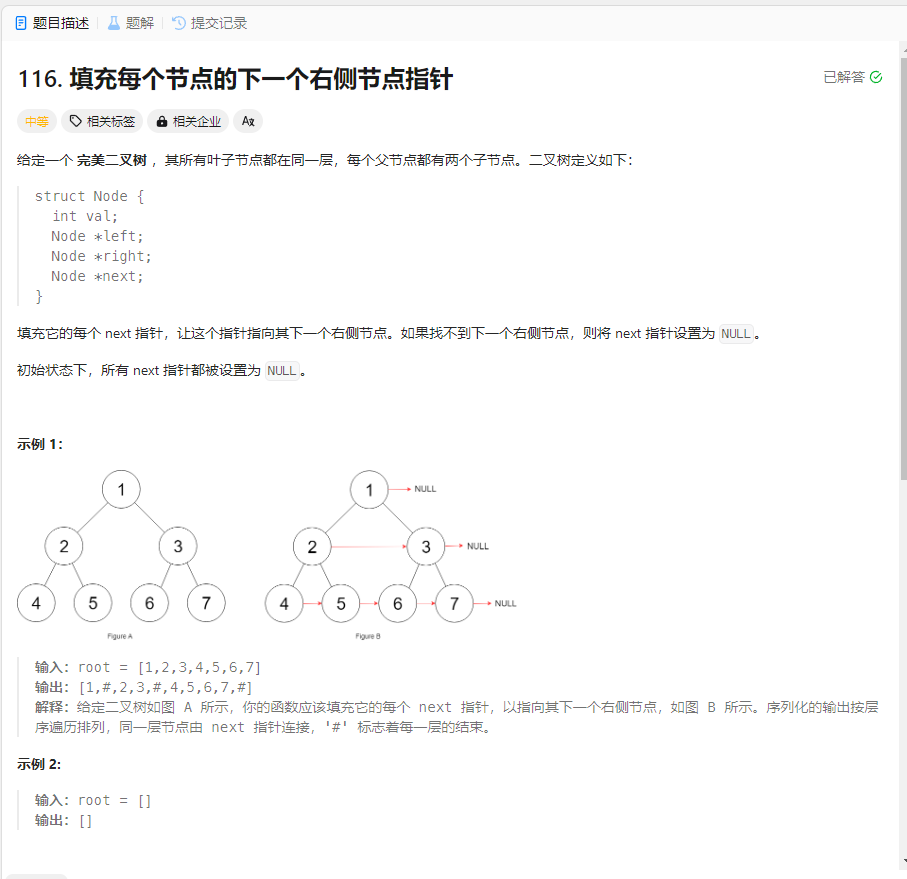 题目描述 题解 提交记录
116. 填充每个节点的下一个右侧节点指针 已解答
中等 相关标签 相关企业 Ax
给定一个 完美二叉树 ，其所有叶子节点都在同一层，每个父节点都有两个子节点。二叉树定义如下：
struct Node {
int val;
Node *left;
Node *right;
Node *next;
}
填充它的每个 next 指针，让这个指针指向其下一个右侧节点。如果找不到下一个右侧节点，则将 next 指针设置为 NULL 。
初始状态下，所有 next 指针都被设置为 NULL 。
示例 1：
1 1 NULL
2 3 2 3 NULL
4 5 6 7 4 5 6 7 NULL
Figure A Figure B
输入：root = [1,2,3,4,5,6,7]
输出：[1,#,2,3,#,4,5,6,7,#]
解释：给定二叉树如图 A 所示，你的函数应该填充它的每个 next 指针，以指向其下一个右侧节点，如图 B 所示。序列化的输出按层
序遍历排列，同一层节点由 next 指针连接，'#' 标志着每一层的结束。
示例 2:
输入：root = []
输出：[]